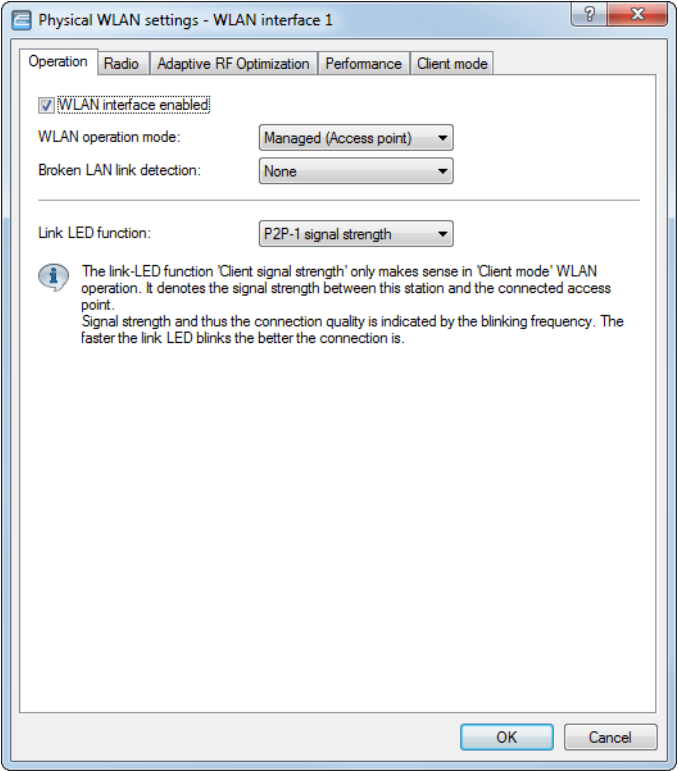 Physical WLAN settings - WLAN interface 1
?
Operation Radio Adaptive RF Optimization Performance Client mode
WLAN interface enabled
WLAN operation mode: Managed (Access point)
Broken LAN link detection: None
Link LED function: P2P-1 signal strength
The link-LED function 'Client signal strength' only makes sense in 'Client mode' WLAN
operation. It denotes the signal strength between this station and the connected access
point.
Signal strength and thus the connection quality is indicated by the blinking frequency. The
faster the link LED blinks the better the connection is.
OK Cancel